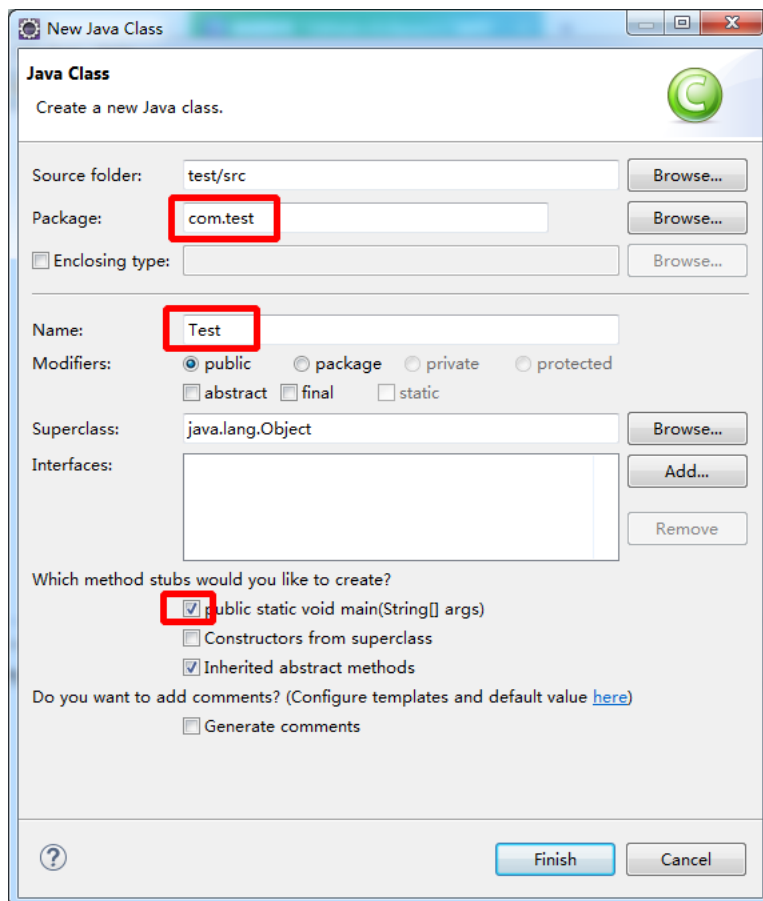 New Java Class
Java Class
Create a new Java class.
C
Source folder: test/src Browse...
Package: com.test Browse...
Enclosing type: Browse...
Name: Test
Modifiers: public package private protected
abstract final static
Superclass: java.lang.Object Browse...
Interfaces: Add...
Remove
Which method stubs would you like to create?
public static void main(String[] args)
Constructors from superclass
Inherited abstract methods
Do you want to add comments? (Configure templates and default value here)
Generate comments
? Finish Cancel